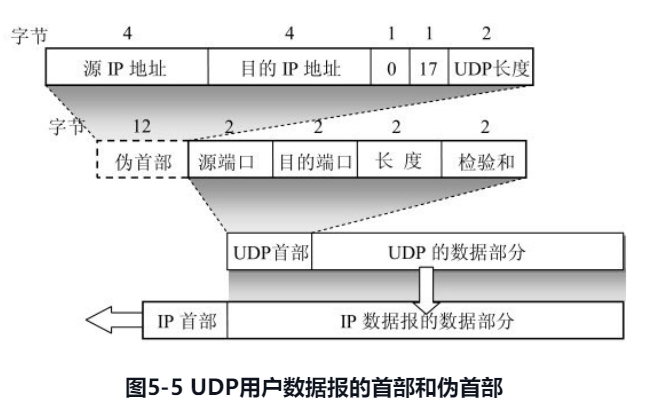 字节 4 4 1 1 2
源 IP 地址 目的 IP 地址 0 17 UDP长度
字节 12 2 2 2 2
伪首部 源端口 目的端口 长 度 检验和
UDP首部 UDP 的数据部分
IP 首部 IP 数据报的数据部分
图5-5 UDP用户数据报的首部和伪首部